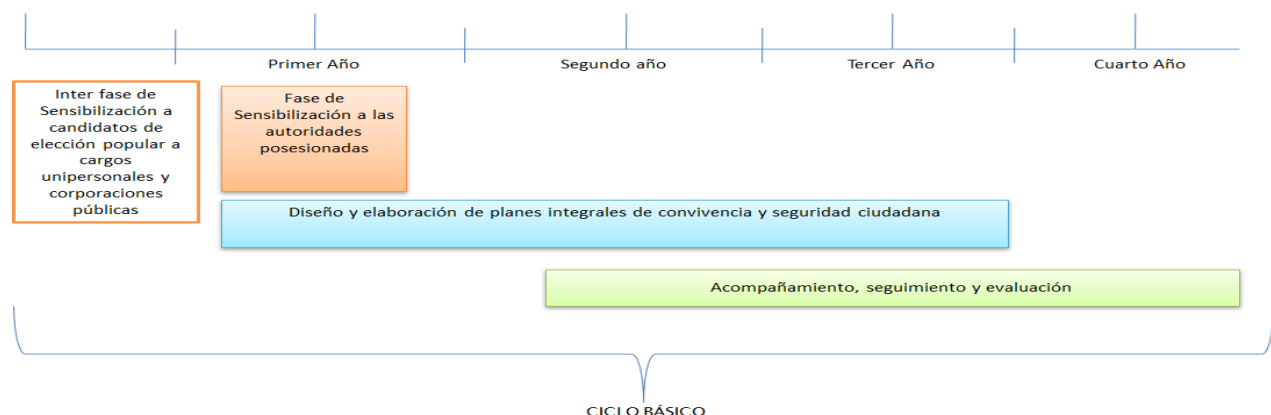 Primer Año
Segundo año
Tercer Año
Cuarto Año
Inter fase de
Sensibilización a
candidatos de
elección popular a
cargos
unipersonales y
corporaciones
públicas
Fase de
Sensibilización a las
autoridades
posesionadas
Diseño y elaboración de planes integrales de convivencia y seguridad ciudadana
Acompañamiento, seguimiento y evaluación
CICLO BÁSICO